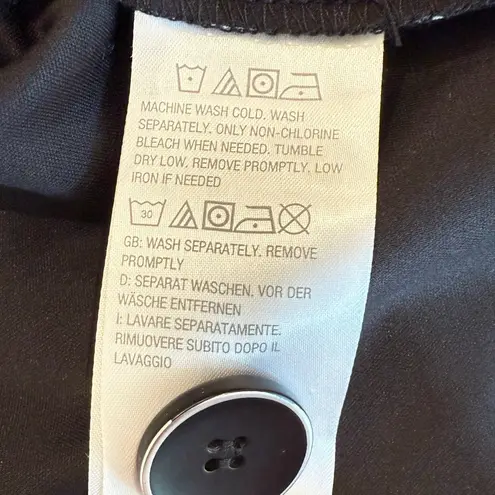 MACHINE WASH COLD. WASH
SEPARATELY. ONLY NON-CHLORINE
BLEACH WHEN NEEDED. TUMBLE
DRY LOW, REMOVE PROMPTLY. LOW
IRON IF NEEDED
30
GB: WASH SEPARATELY. REMOVE
PROMPTLY
D: SEPARAT WASCHEN. VOR DER
WÄSCHE ENTFERNEN
I: LAVARE SEPARATAMENTE.
RIMUOVERE SUBITO DOPO IL
LAVAGGIO